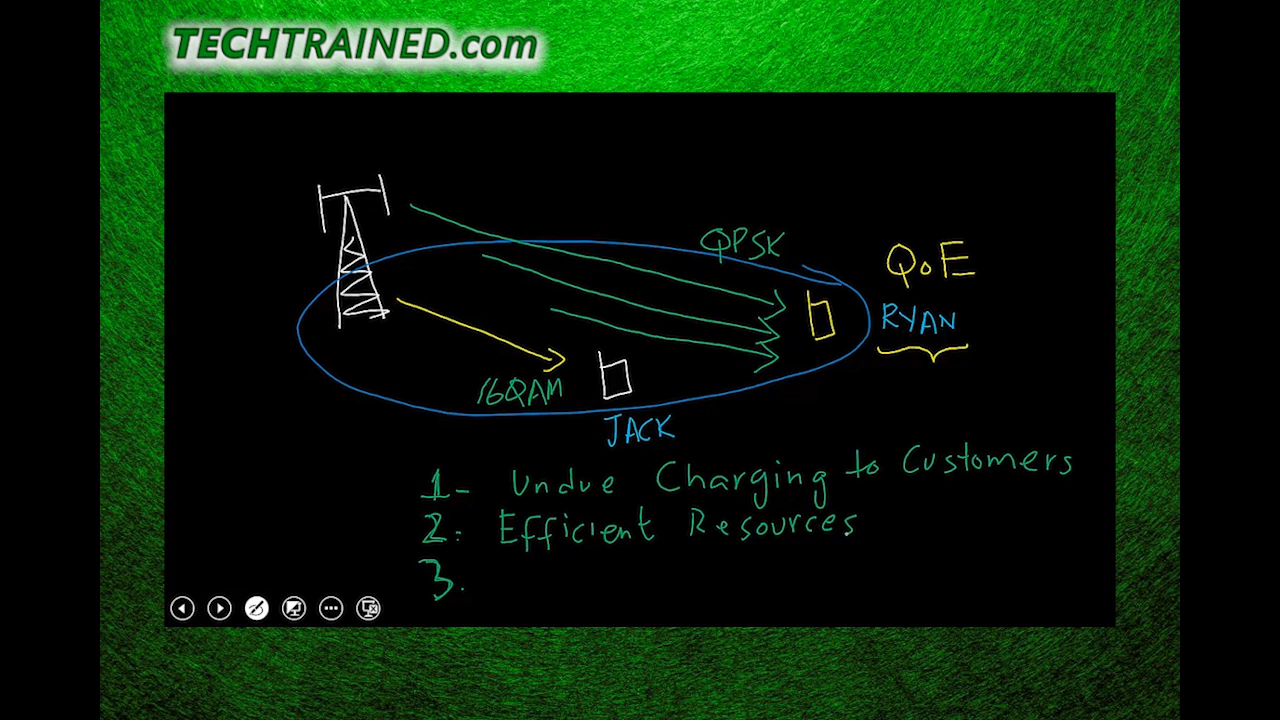 TECHTRAINED.com
QPSK
QoE
RYAN
16QAM
JACK
1- Undue Charging to Customers
2. Efficient Resources
3.